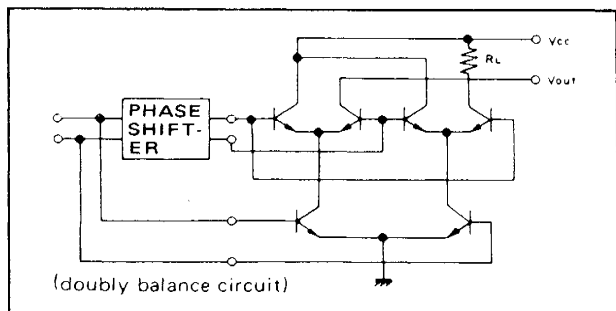 Vcc
RL
Vout
PHASE
SHIFT-
ER
(doubly balance circuit)